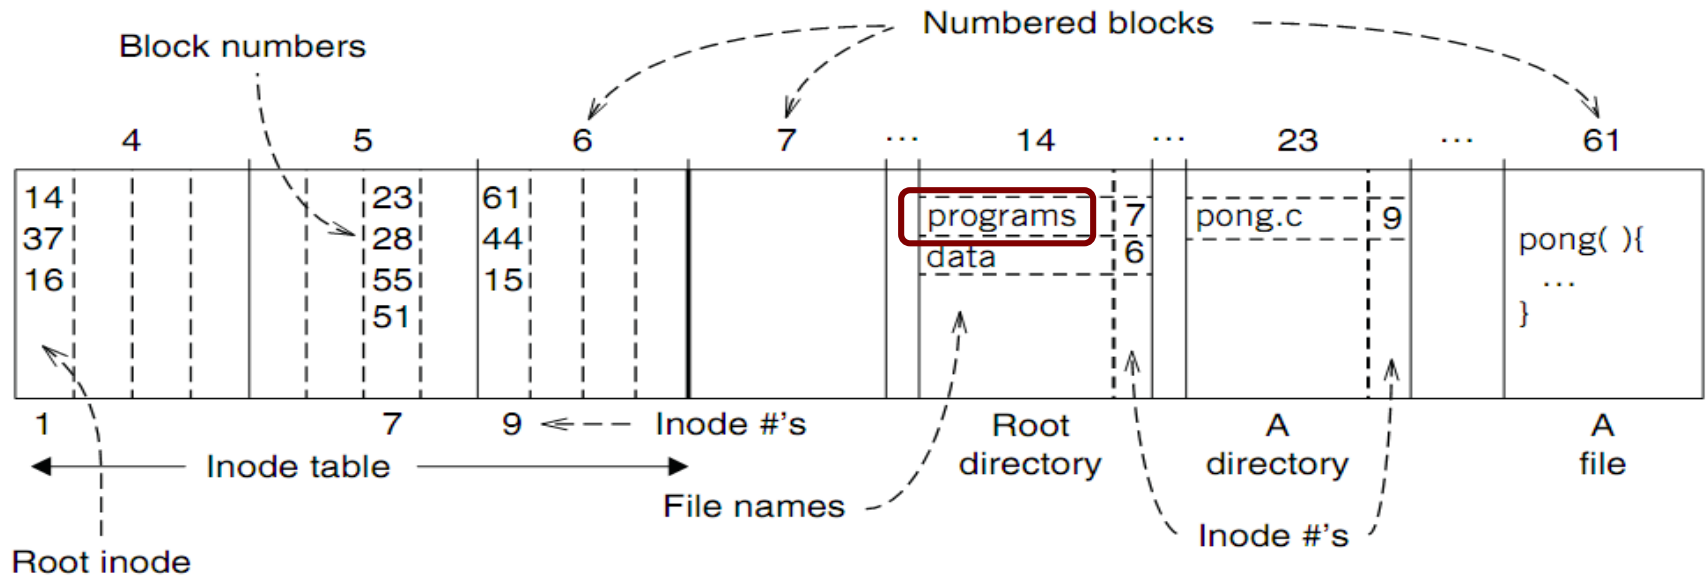 Numbered blocks
Block numbers
4 5 6 7 ... 14 ... 23 ... 61
14 23 61
37 28 44
16 55 15
51
programs 7
data 6
pong.c 9
pong( ){
...
}
1 7 9 Inode #'s
Root
directory
A
directory
A
file
Inode table
File names
Inode #'s
Root inode